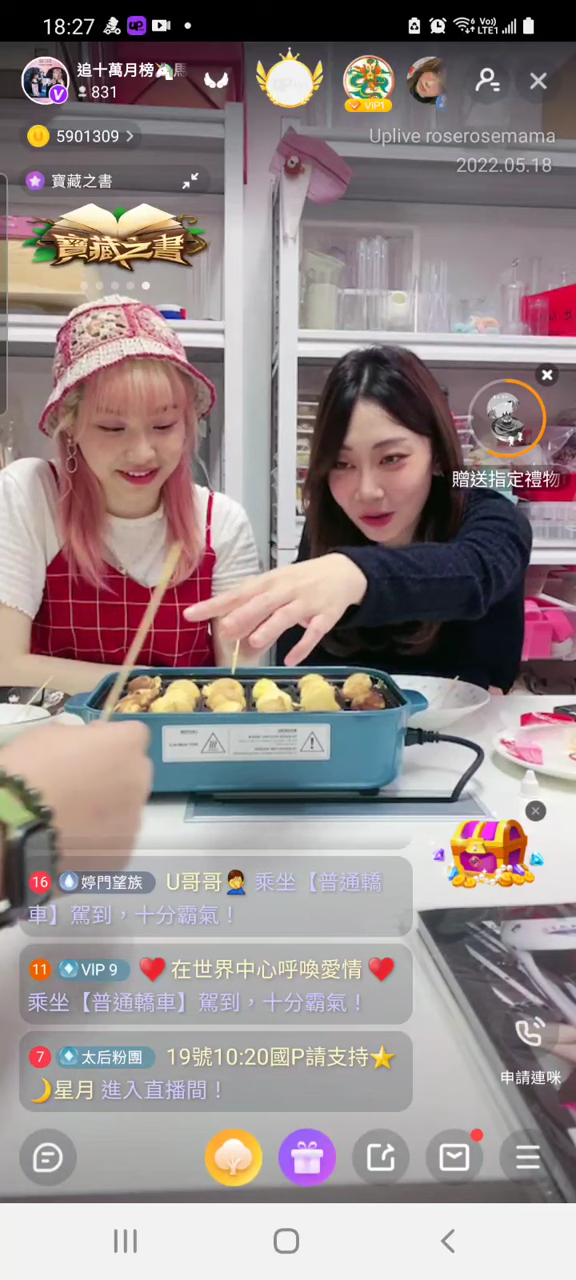 18:27
Vo))
LTE1
追十萬月榜
831
VIP1
5901309
Uplive roserosemama
2022.05.18
寶藏之書
寶藏之書
贈送指定禮物
16 婷門望族 U哥哥🤦 乘坐【普通轎
車】駕到，十分霸氣！
11 VIP 9 ❤️在世界中心呼喚愛情❤️
乘坐【普通轎車】駕到，十分霸氣！
7 太后粉團 19號10:20國P請支持⭐
🌙星月 進入直播間！
申請連咪